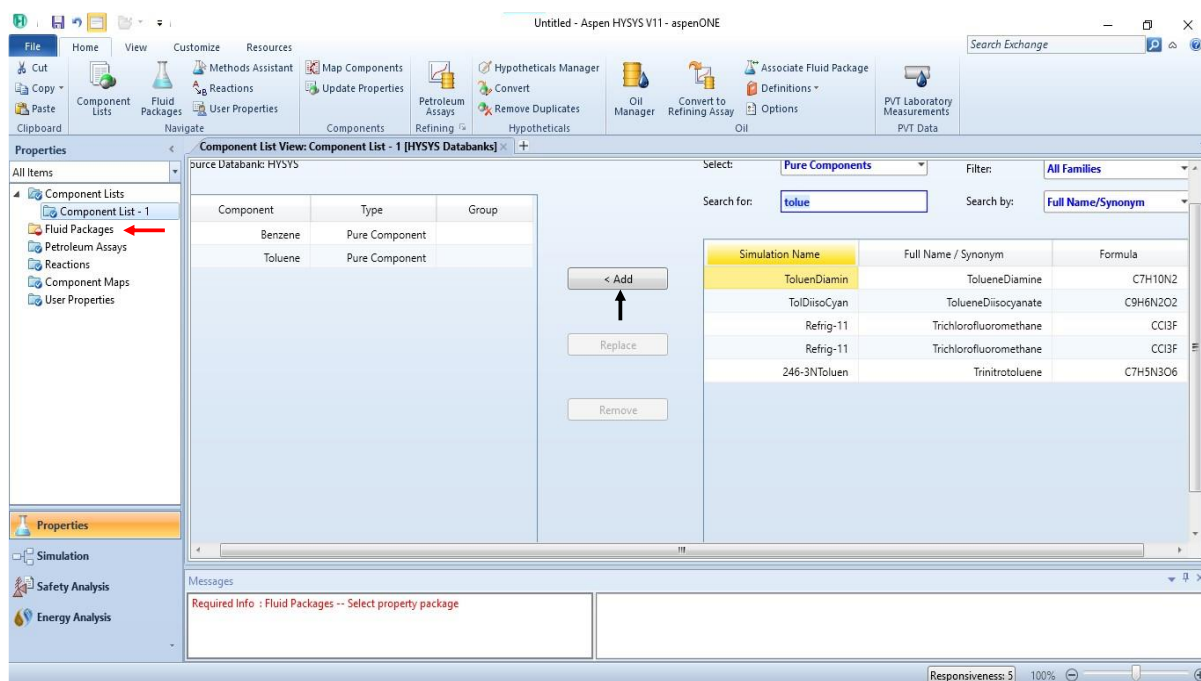 Untitled - Aspen HYSYS V11 - aspenONE
File Home View Customize Resources Search Exchange
Cut
Copy
Paste
Clipboard
Component Lists
Fluid Packages
Methods Assistant
Reactions
User Properties
Navigate
Map Components
Update Properties
Components
Petroleum Assays
Refining
Hypotheticals Manager
Convert
Remove Duplicates
Hypotheticals
Oil Manager
Convert to Refining Assay
Associate Fluid Package
Definitions
Options
Oil
PVT Laboratory Measurements
PVT Data
Properties
All Items
Component Lists
Component List - 1
Fluid Packages
Petroleum Assays
Reactions
Component Maps
User Properties
Properties
Simulation
Safety Analysis
Energy Analysis
Component List View: Component List - 1 [HYSYS Databanks] +
Databank: HYSYS
Component Type Group
Benzene Pure Component
Toluene Pure Component
< Add
Replace
Remove
Select: Pure Components Filter: All Families
Search for: tolue Search by: Full Name/Synonym
Simulation Name Full Name / Synonym Formula
ToluenDiamin TolueneDiamine C7H10N2
TolDiisoCyan TolueneDiisocyanate C9H6N2O2
Refrig-11 Trichlorofluoromethane CCl3F
Refrig-11 Trichlorofluoromethane CCl3F
246-3NToluen Trinitrotoluene C7H5N3O6
Messages
Required Info : Fluid Packages -- Select property package
Responsiveness: 5 100%